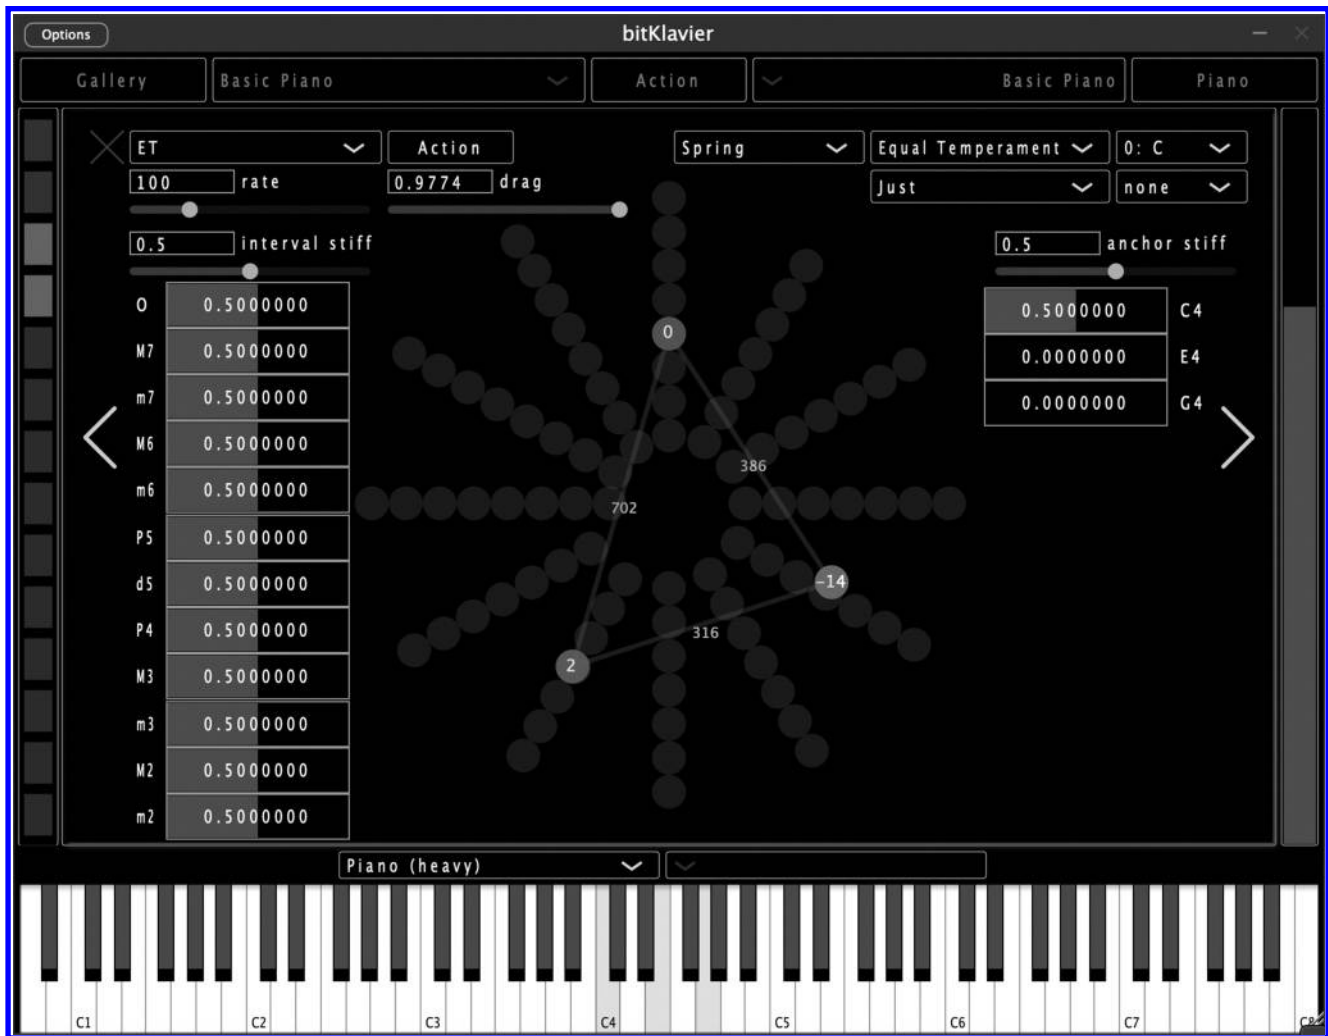 Options
bitKlavier
Gallery
Basic Piano
Action
Basic Piano
Piano
ET
Action
Spring
Equal Temperament
0: C
100 rate
0.9774 drag
Just
none
0.5 interval stiff
0.5 anchor stiff
O 0.5000000
M7 0.5000000
m7 0.5000000
M6 0.5000000
m6 0.5000000
P5 0.5000000
d5 0.5000000
P4 0.5000000
M3 0.5000000
m3 0.5000000
M2 0.5000000
m2 0.5000000
0.5000000 C4
0.0000000 E4
0.0000000 G4
0
386
702
-14
316
2
Piano (heavy)
C1 C2 C3 C4 C5 C6 C7 C8